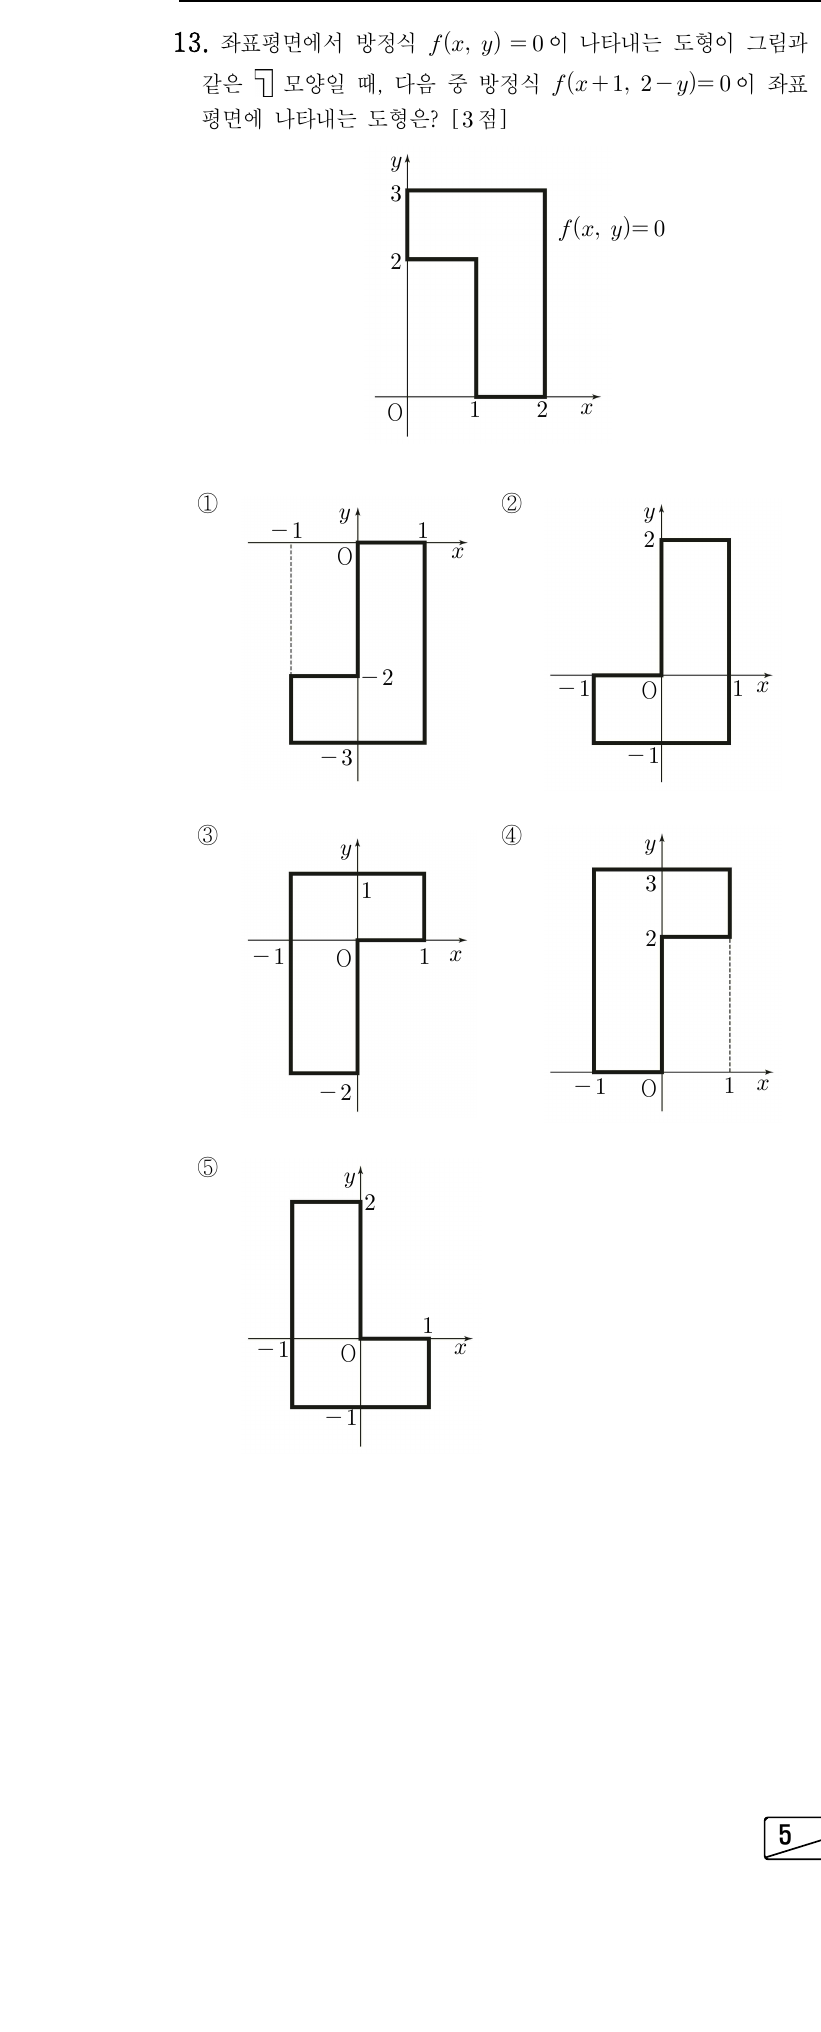 13. 좌표평면에서 방정식 f(x, y) = 0이 나타내는 도형이 그림과
같은 ㄱ 모양일 때, 다음 중 방정식 f(x+1, 2-y)=0이 좌표
평면에 나타내는 도형은? [3점]
y
3
f(x, y)=0
2
O 1 2 x
① ②
y
-1 1
O x
-2
-3
y
2
-1 O 1 x
-1
③ ④
y
1
-1 O 1 x
-2
y
3
2
-1 O 1 x
⑤
y
2
1
-1 O x
-1
5